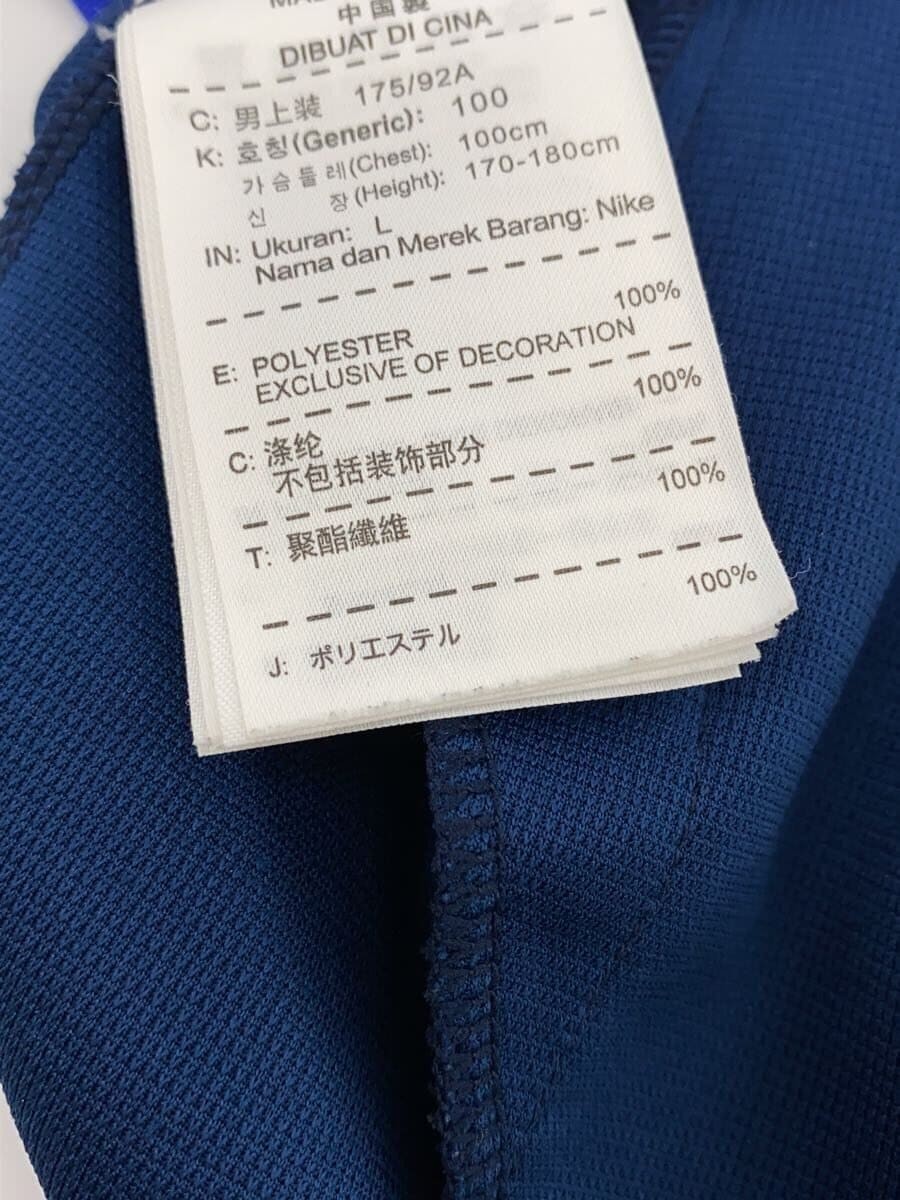 中国製
DIBUAT DI CINA
C: 男上装 175/92A
K: 호칭(Generic): 100
가슴둘레(Chest): 100cm
신 장(Height): 170-180cm
IN: Ukuran: L
Nama dan Merek Barang: Nike
100%
E: POLYESTER
EXCLUSIVE OF DECORATION
100%
C: 涤纶
不包括装饰部分
100%
T: 聚酯纖維
100%
J: ポリエステル